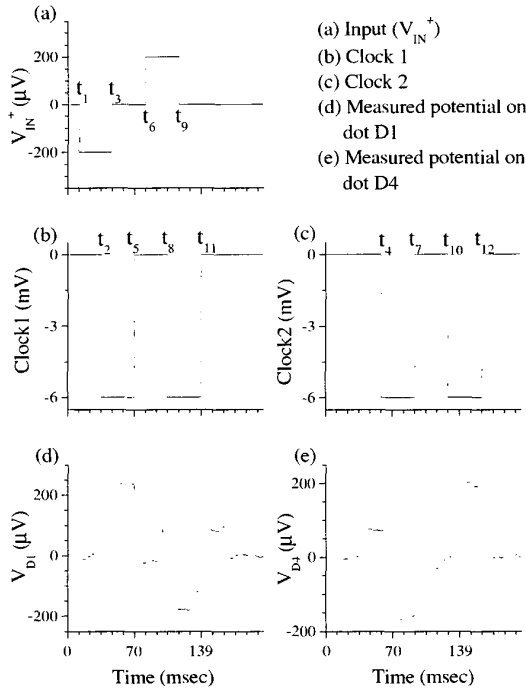 (a)
(a) Input (V_IN^+)
(b) Clock 1
(c) Clock 2
(d) Measured potential on
dot D1
(e) Measured potential on
dot D4
V_IN^+ (μV)
200
0
-200
t_1 t_3
t_6 t_9
(b)
Clock1 (mV)
0
-3
-6
t_2 t_5 t_8 t_11
(c)
Clock2 (mV)
0
-3
-6
t_4 t_7 t_10 t_12
(d)
V_D1 (μV)
200
0
-200
0 70 139
Time (msec)
(e)
V_D4 (μV)
200
0
-200
0 70 139
Time (msec)